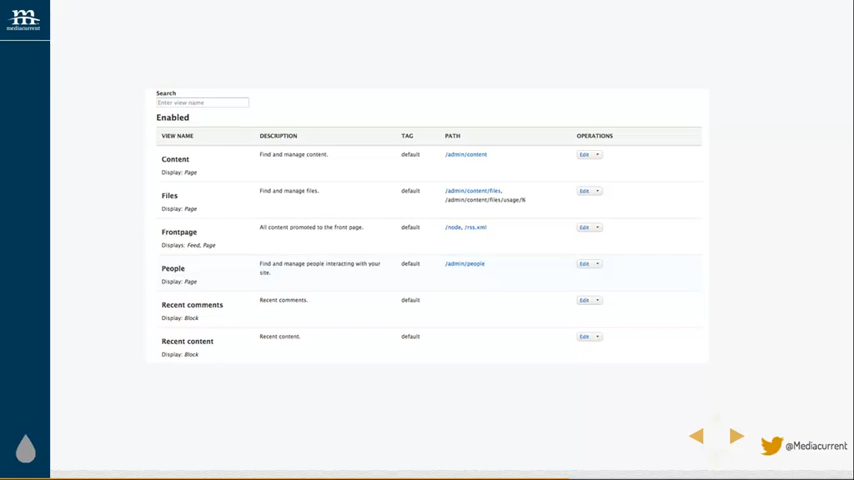 mediacurrent
Search
Enter view name
Enabled
VIEW NAME DESCRIPTION TAG PATH OPERATIONS
Content Find and manage content. default /admin/content Edit
Display: Page
Files Find and manage files. default /admin/content/files, Edit
/admin/content/files/usage/%
Display: Page
Frontpage All content promoted to the front page. default /node, /rss.xml Edit
Displays: Feed, Page
People Find and manage people interacting with your default /admin/people Edit
site.
Display: Page
Recent comments Recent comments. default Edit
Display: Block
Recent content Recent content. default Edit
Display: Block
@Mediacurrent